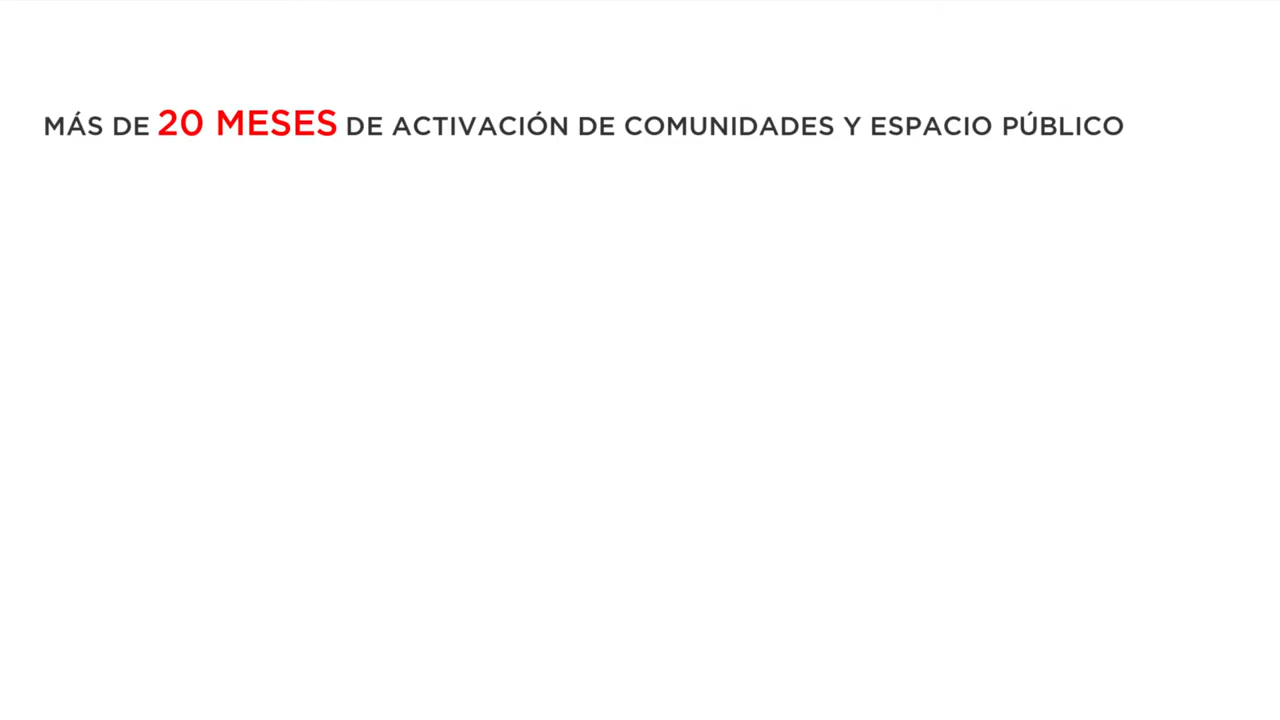 MÁS DE 20 MESES DE ACTIVACIÓN DE COMUNIDADES Y ESPACIO PÚBLICO